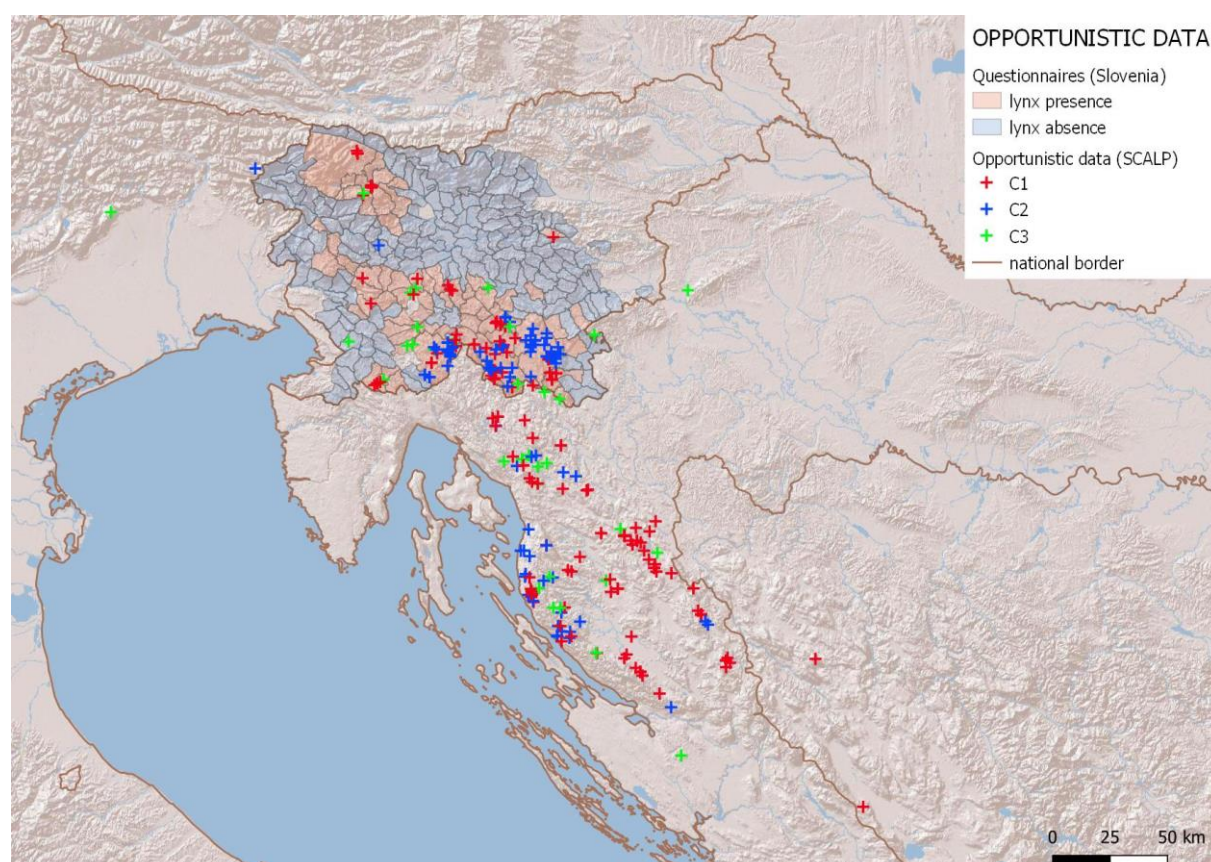 OPPORTUNISTIC DATA
Questionnaires (Slovenia)
lynx presence
lynx absence
Opportunistic data (SCALP)
C1
C2
C3
national border
0 25 50 km